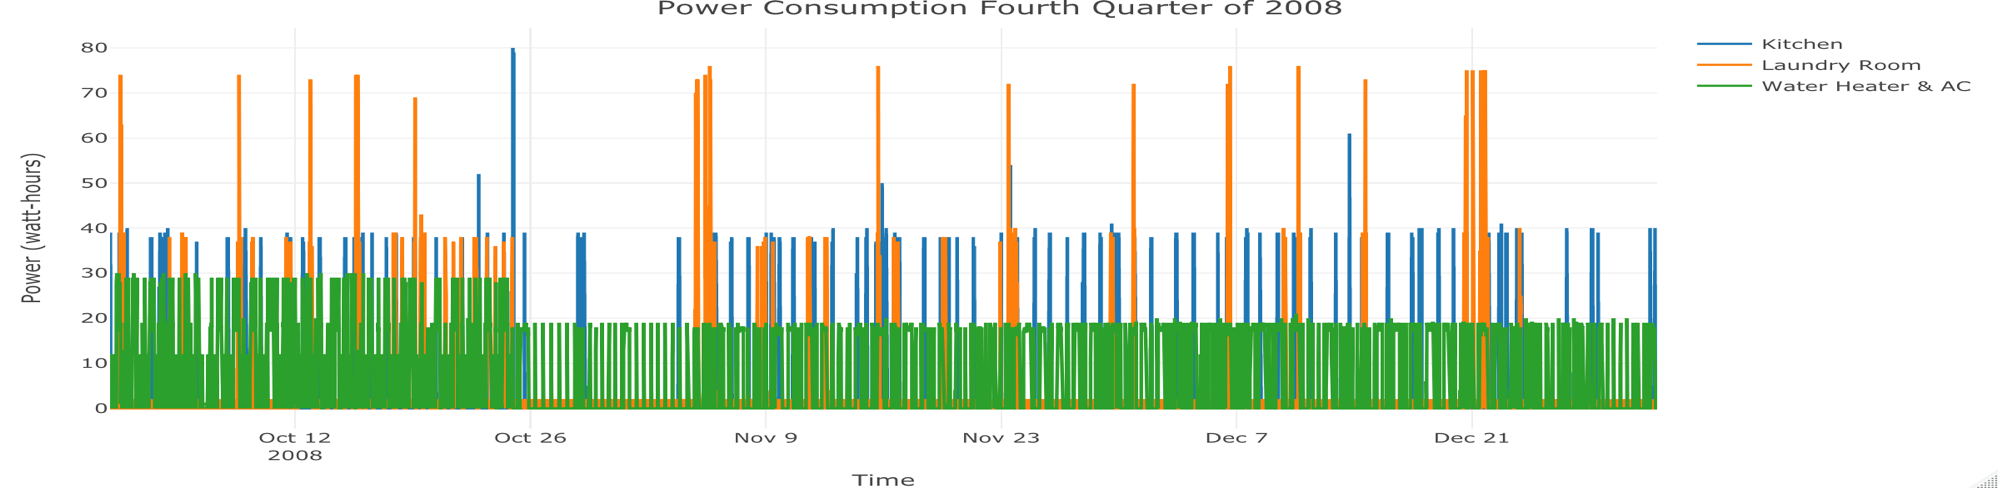 Power Consumption Fourth Quarter of 2008
Kitchen
Laundry Room
Water Heater & AC
Power (watt-hours)
80
70
60
50
40
30
20
10
0
Oct 12
2008
Oct 26
Nov 9
Nov 23
Dec 7
Dec 21
Time